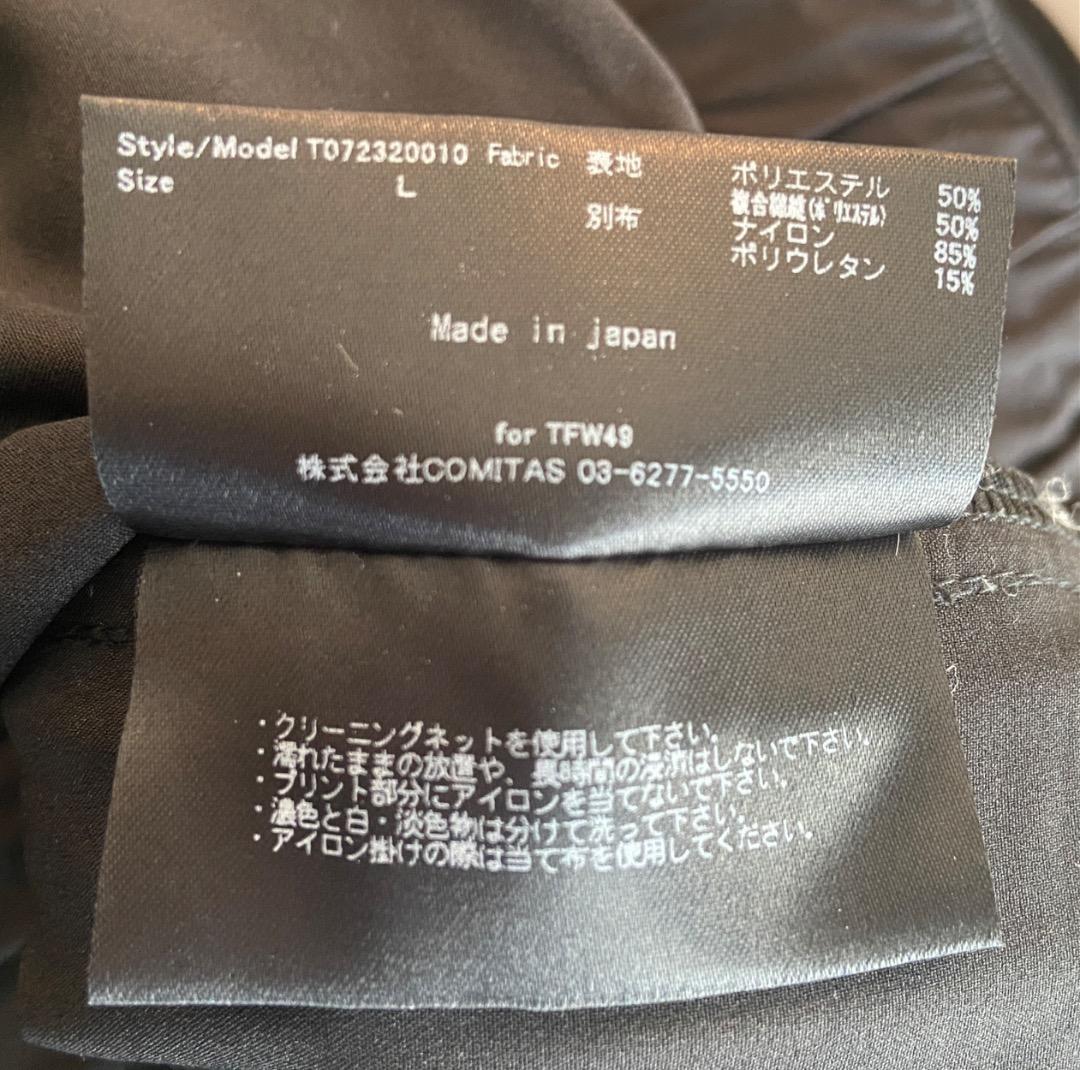 Style/Model T072320010 Fabric 表地 ポリエステル 50%
Size L 複合繊維(ポリエステル) 50%
別布 ナイロン 85%
ポリウレタン 15%
Made in japan
for TFW49
株式会社COMITAS 03-6277-5550
・クリーニングネットを使用して下さい。
・濡れたままの放置や、長時間の浸漬はしないで下さい。
・プリント部分にアイロンを当てないで下さい。
・濃色と白・淡色物は分けて洗って下さい。
・アイロン掛けの際は当て布を使用してください。